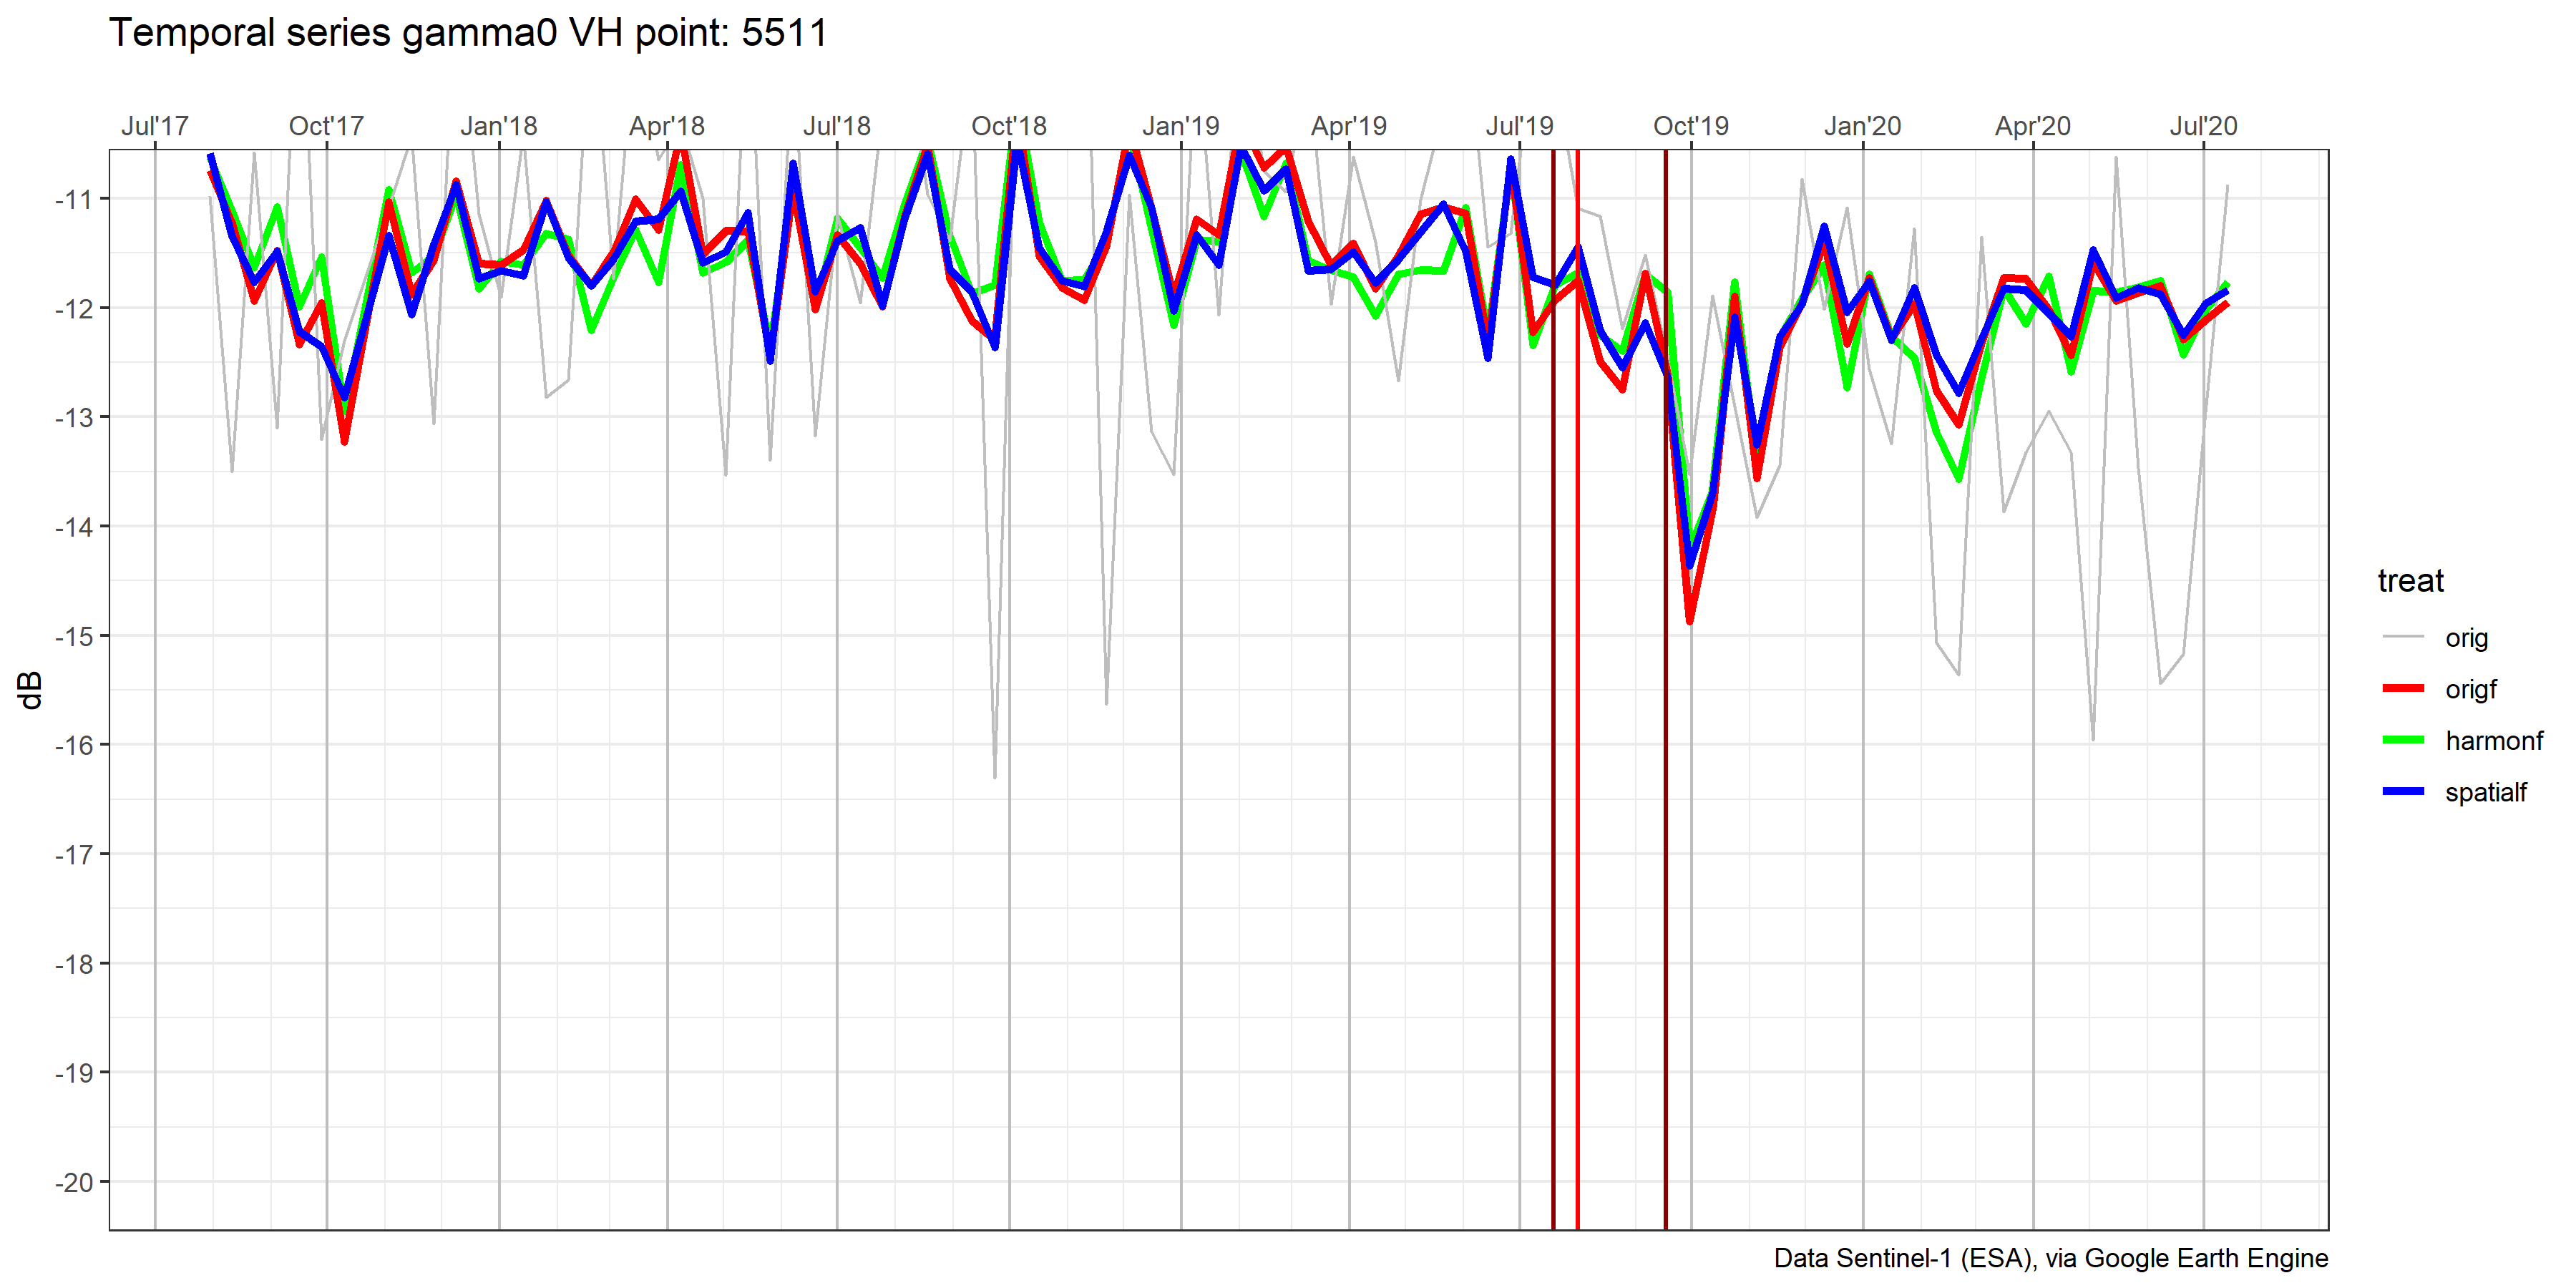 Temporal series gamma0 VH point: 5511
Jul'17 Oct'17 Jan'18 Apr'18 Jul'18 Oct'18 Jan'19 Apr'19 Jul'19 Oct'19 Jan'20 Apr'20 Jul'20
-11
-12
-13
-14
-15
-16
-17
-18
-19
-20
dB
treat
orig
origf
harmonf
spatialf
Data Sentinel-1 (ESA), via Google Earth Engine